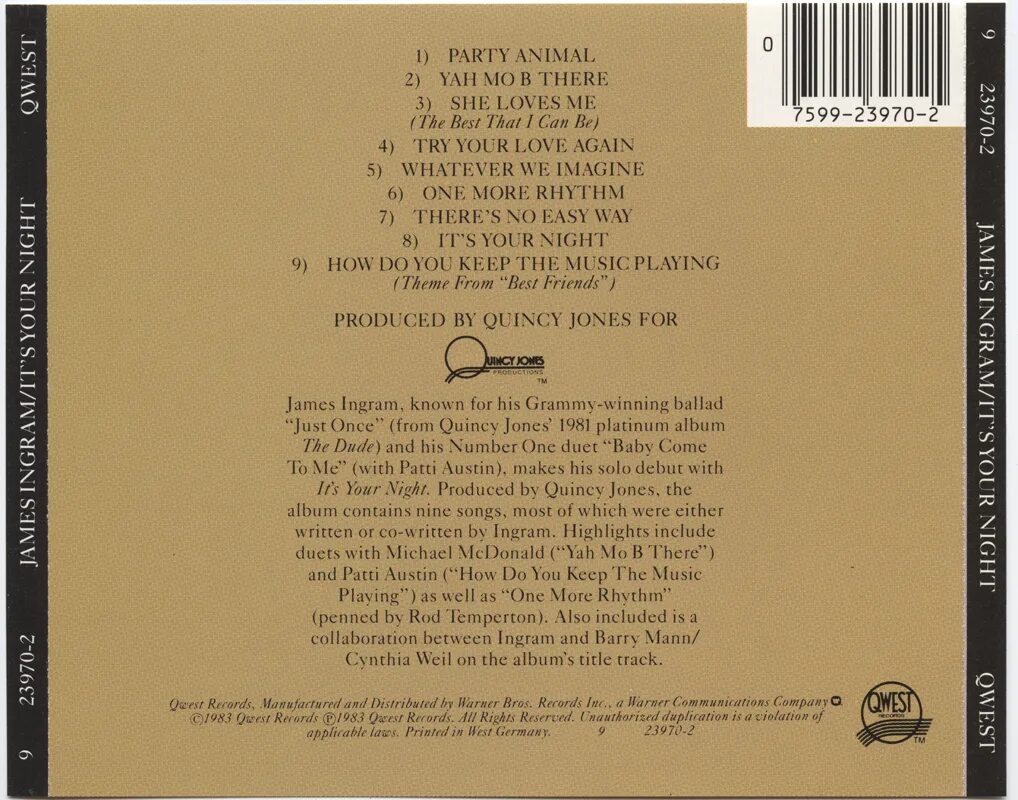 QWEST
JAMES INGRAM/IT'S YOUR NIGHT
23970-2
9
1) PARTY ANIMAL
2) YAH MO B THERE
3) SHE LOVES ME
(The Best That I Can Be)
4) TRY YOUR LOVE AGAIN
5) WHATEVER WE IMAGINE
6) ONE MORE RHYTHM
7) THERE'S NO EASY WAY
8) IT'S YOUR NIGHT
9) HOW DO YOU KEEP THE MUSIC PLAYING
(Theme From "Best Friends")
PRODUCED BY QUINCY JONES FOR
QUINCY JONES
PRODUCTIONS
TM
James Ingram, known for his Grammy-winning ballad
"Just Once" (from Quincy Jones' 1981 platinum album
The Dude) and his Number One duet "Baby Come
To Me" (with Patti Austin), makes his solo debut with
It's Your Night. Produced by Quincy Jones, the
album contains nine songs, most of which were either
written or co-written by Ingram. Highlights include
duets with Michael McDonald ("Yah Mo B There")
and Patti Austin ("How Do You Keep The Music
Playing") as well as "One More Rhythm"
(penned by Rod Temperton). Also included is a
collaboration between Ingram and Barry Mann/
Cynthia Weil on the album's title track.
Qwest Records, Manufactured and Distributed by Warner Bros. Records Inc., a Warner Communications Company.
©1983 Qwest Records ℗1983 Qwest Records. All Rights Reserved. Unauthorized duplication is a violation of
applicable laws. Printed in West Germany. 9 23970-2
QWEST
RECORDS
TM
0
7599-23970-2
9
23970-2
JAMES INGRAM/IT'S YOUR NIGHT
QWEST